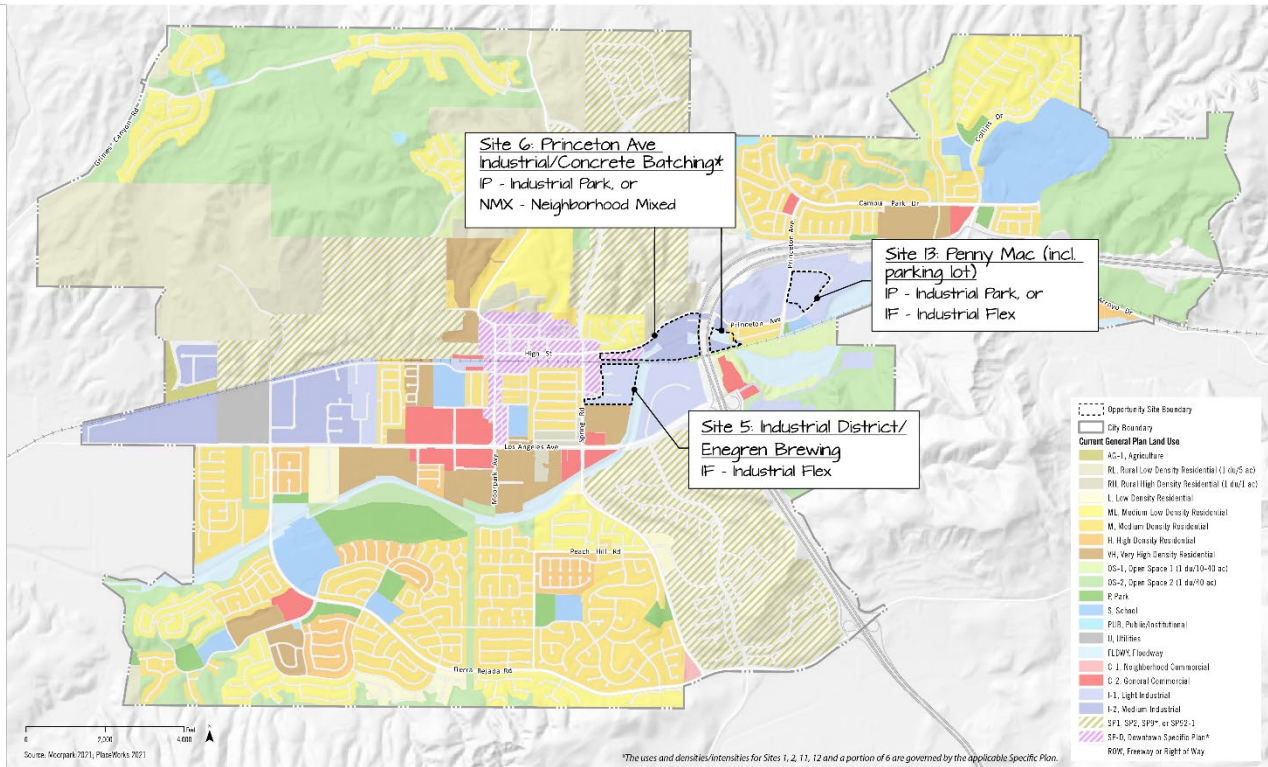 Grimes Canyon Rd
Collins Dr
Site 6: Princeton Ave
Industrial/Concrete Batching*
IP - Industrial Park, or
NMX - Neighborhood Mixed
Campus Park Dr
Princeton Ave
Site 13: Penny Mac (incl.
parking lot)
IP - Industrial Park, or
IF - Industrial Flex
Arroyo Dr
Princeton Ave
High St
Spring Rd
Site 5: Industrial District/
Enegren Brewing
IF - Industrial Flex
Los Angeles Ave
Moorpark Ave
Peach Hill Rd
Tierra Rejada Rd
Opportunity Site Boundary
City Boundary
Current General Plan Land Use
AG-1, Agriculture
RL, Rural Low Density Residential (1 du/5 ac)
RH, Rural High Density Residential (1 du/1 ac)
L, Low Density Residential
ML, Medium Low Density Residential
M, Medium Density Residential
H, High Density Residential
VH, Very High Density Residential
OS-1, Open Space 1 (1 du/10-40 ac)
OS-2, Open Space 2 (1 du/40 ac)
P, Park
S, School
PUB, Public/Institutional
U, Utilities
FLDWY, Floodway
C-1, Neighborhood Commercial
C-2, General Commercial
I-1, Light Industrial
I-2, Medium Industrial
SP1, SP2, SP9*, or SP92-1
SP-D, Downtown Specific Plan*
ROW, Freeway or Right of Way
0 2,000 4,000
Feet
Source: Moorpark 2021; PlaceWorks 2021
*The uses and densities/intensities for Sites 1, 2, 11, 12 and a portion of 6 are governed by the applicable Specific Plan.